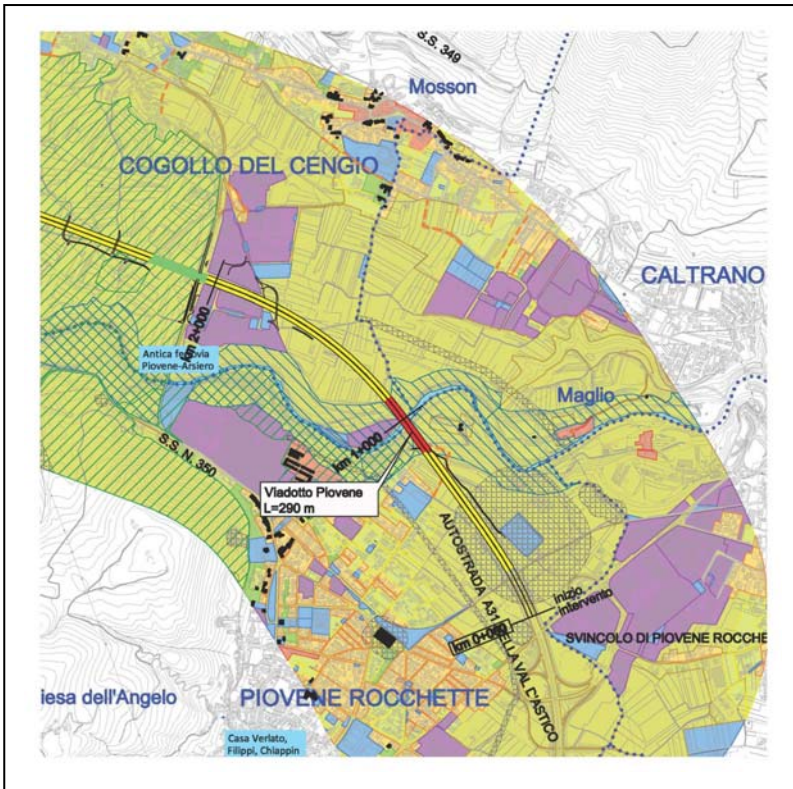 S.S. 349
Mosson
COGOLLO DEL CENGIO
CALTRANO
km 2+000
Antica ferrovia
Piovene-Arsiero
Maglio
km 1+000
S.S. N. 350
Viadotto Piovene
L=290 m
AUTOSTRADA A31 DELLA VAL D'ASTICO
inizio
intervento
km 0+000
SVINCOLO DI PIOVENE ROCCHE
iesa dell'Angelo
PIOVENE ROCCHETTE
Casa Verlato,
Filippi, Chiappin